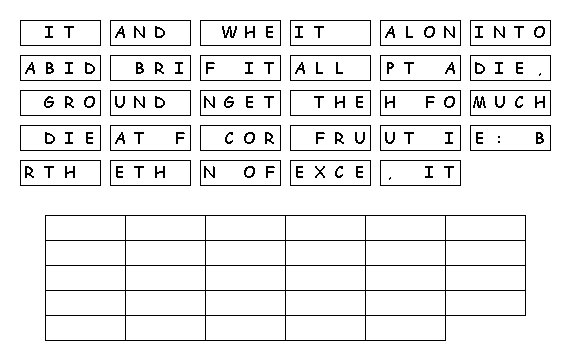 IT AND WHE IT ALON INTO
ABID BRI F IT ALL PT A DIE,
GRO UND NGET THE H FO MUCH
DIE AT F COR FRU UT I E: B
RTH ETH N OF EXCE , IT